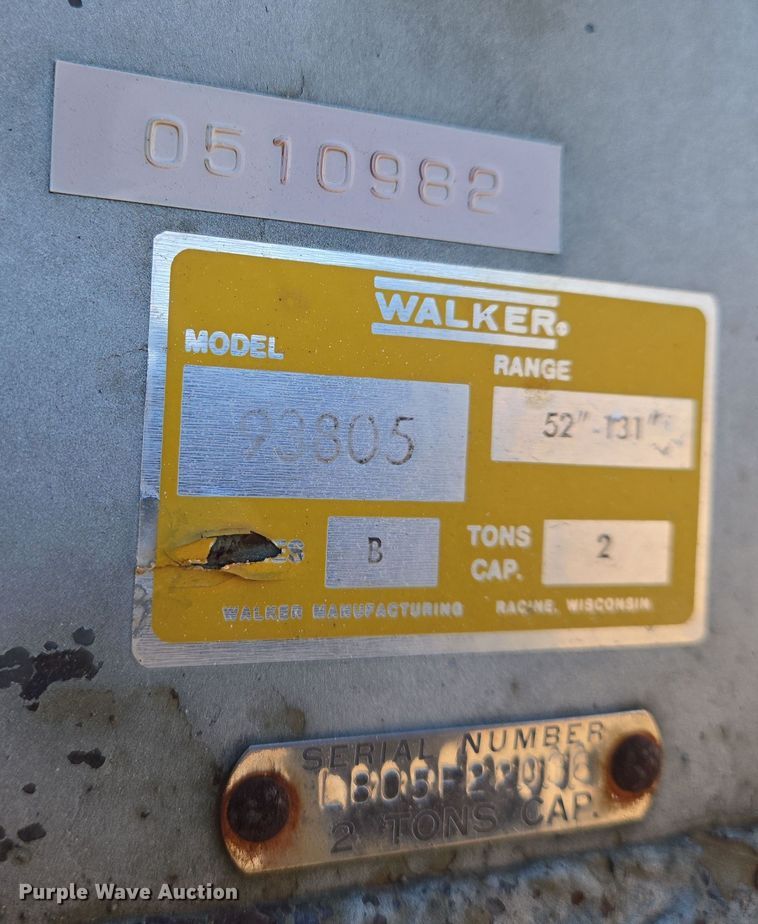 0510982
WALKER®
MODEL RANGE
93805 52"-131"
B TONS CAP. 2
WALKER MANUFACTURING RACINE, WISCONSIN
SERIAL NUMBER
2 TONS CAP.
Purple Wave Auction